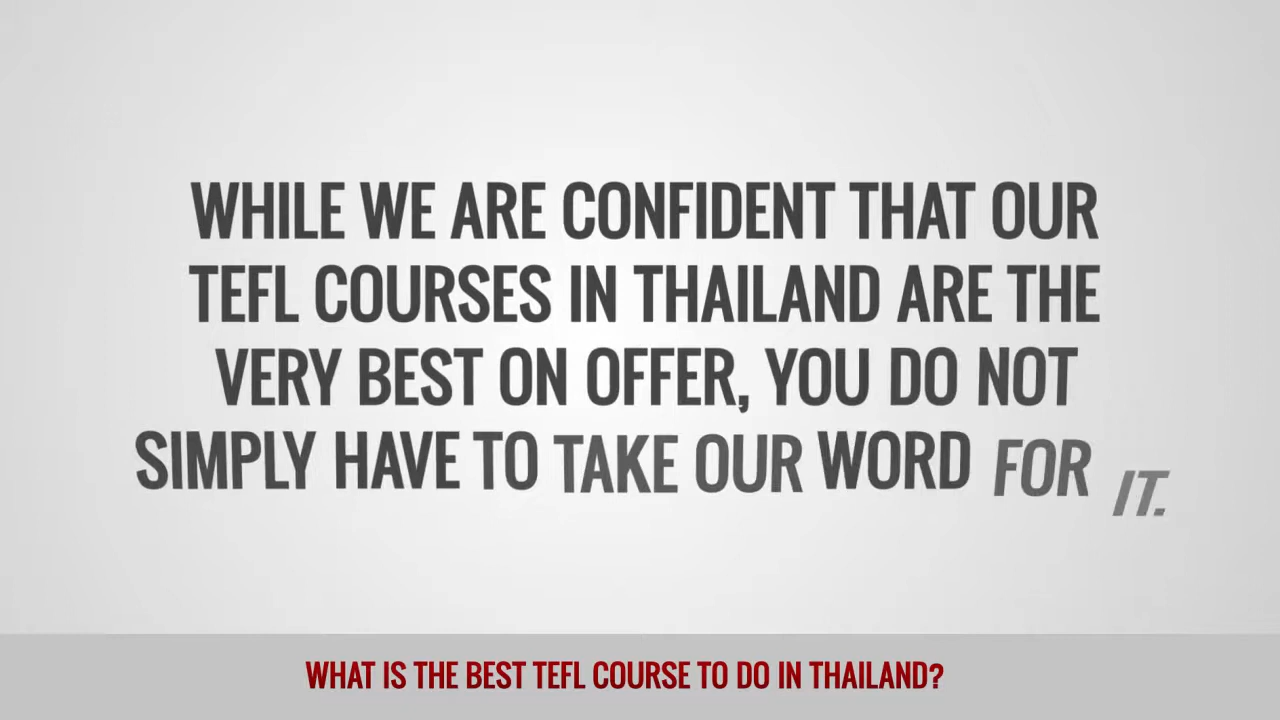 WHILE WE ARE CONFIDENT THAT OUR
TEFL COURSES IN THAILAND ARE THE
VERY BEST ON OFFER, YOU DO NOT
SIMPLY HAVE TO TAKE OUR WORD FOR IT.
WHAT IS THE BEST TEFL COURSE TO DO IN THAILAND?